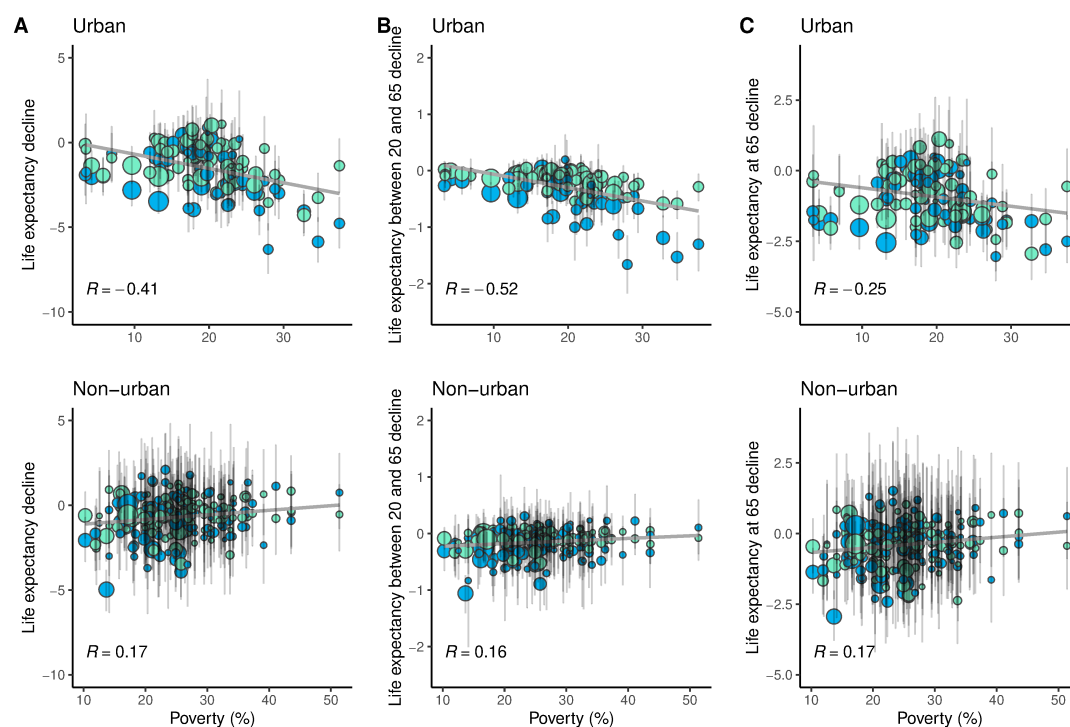 A
Urban
Life expectancy decline
5
0
−5
−10
R = −0.41
10
20
30
B
Urban
Life expectancy between 20 and 65 decline
2
1
0
−1
−2
R = −0.52
10
20
30
C
Urban
Life expectancy at 65 decline
2.5
0.0
−2.5
−5.0
R = −0.25
10
20
30
Non−urban
Life expectancy decline
5
0
−5
−10
R = 0.17
10
20
30
40
50
Poverty (%)
Non−urban
Life expectancy between 20 and 65 decline
2
1
0
−1
−2
R = 0.16
10
20
30
40
50
Poverty (%)
Non−urban
Life expectancy at 65 decline
2.5
0.0
−2.5
−5.0
R = 0.17
10
20
30
40
50
Poverty (%)